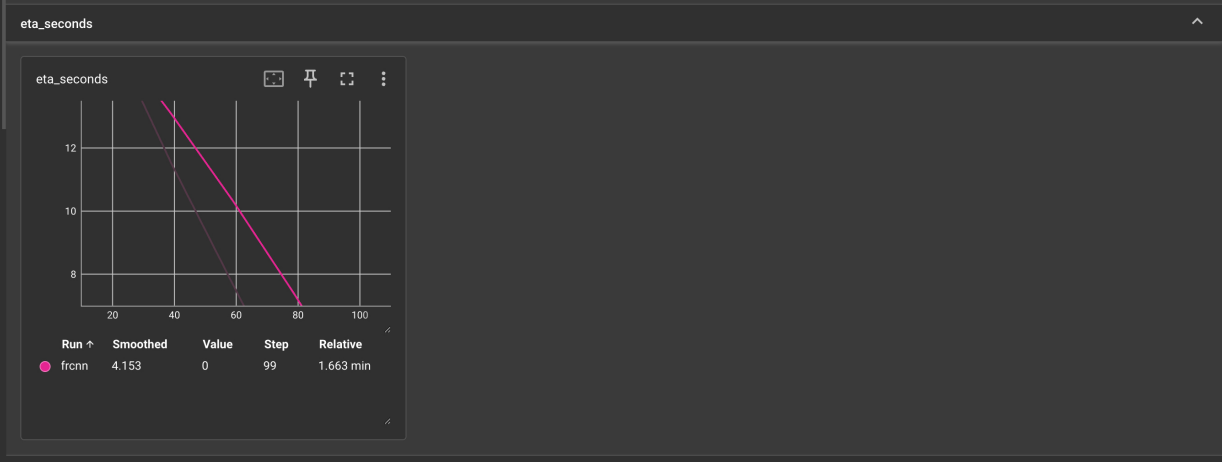 eta_seconds
eta_seconds
12
10
8
20 40 60 80 100
Run ↑ Smoothed Value Step Relative
frcnn 4.153 0 99 1.663 min